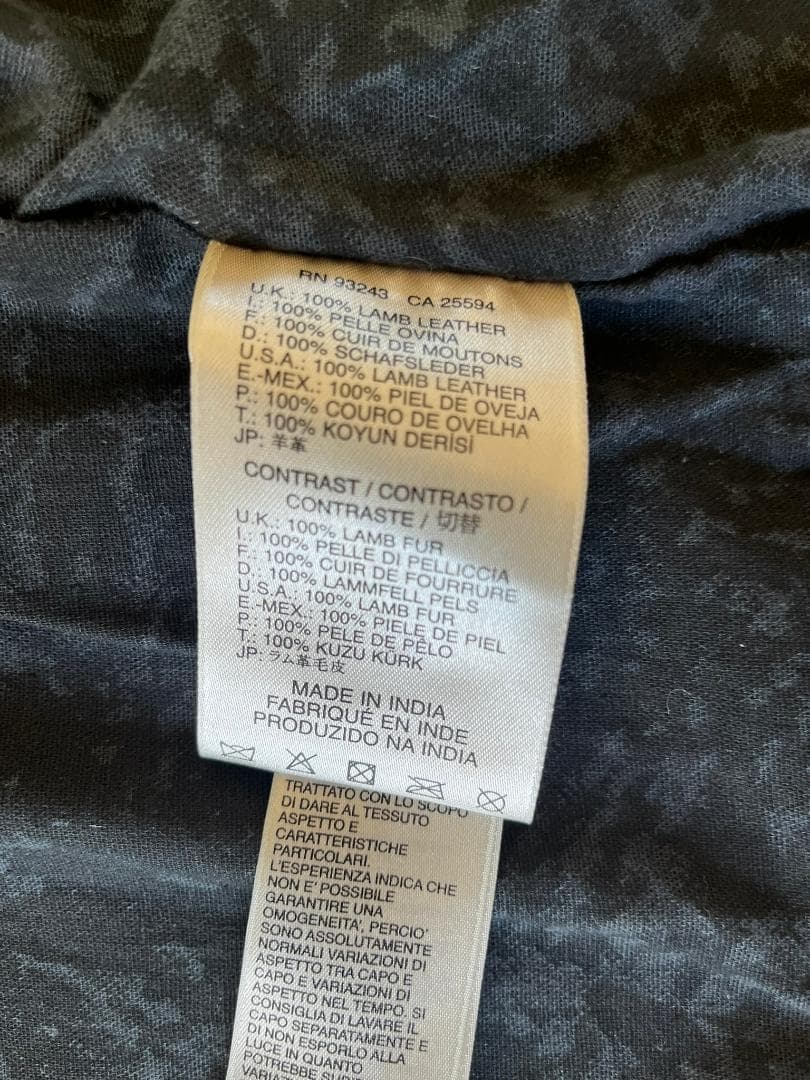 RN 93243 CA 25594
U.K.: 100% LAMB LEATHER
I.: 100% PELLE OVINA
F.: 100% CUIR DE MOUTONS
D.: 100% SCHAFSLEDER
U.S.A.: 100% LAMB LEATHER
E.-MEX.: 100% PIEL DE OVEJA
P.: 100% COURO DE OVELHA
T.: 100% KOYUN DERİSİ
JP: 羊革
CONTRAST / CONTRASTO /
CONTRASTE / 切替
U.K.: 100% LAMB FUR
I.: 100% PELLE DI PELLICCIA
F.: 100% CUIR DE FOURRURE
D.: 100% LAMMFELL PELS
U.S.A.: 100% LAMB FUR
E.-MEX.: 100% PIELE DE PIEL
P.: 100% PELE DE PELO
T.: 100% KUZU KÜRK
JP: ラム革毛皮
MADE IN INDIA
FABRIQUÉ EN INDE
PRODUZIDO NA INDIA
TRATTATO CON LO SCOPO
DI DARE AL TESSUTO
ASPETTO E
CARATTERISTICHE
PARTICOLARI.
L'ESPERIENZA INDICA CHE
NON E' POSSIBILE
GARANTIRE UNA
OMOGENEITA', PERCIO'
SONO ASSOLUTAMENTE
NORMALI VARIAZIONI DI
ASPETTO TRA CAPO E
CAPO E VARIAZIONI DI
ASPETTO NEL TEMPO. SI
CONSIGLIA DI LAVARE IL
CAPO SEPARATAMENTE E
DI NON ESPORLO ALLA
LUCE IN QUANTO
POTREBBE